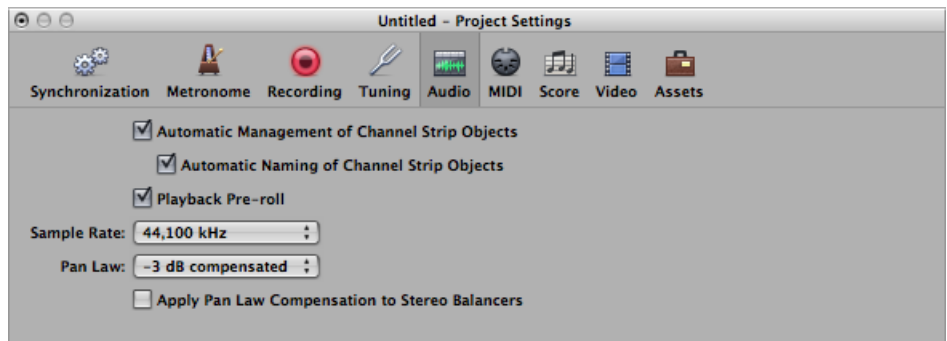 Untitled – Project Settings
Synchronization Metronome Recording Tuning Audio MIDI Score Video Assets
Automatic Management of Channel Strip Objects
Automatic Naming of Channel Strip Objects
Playback Pre-roll
Sample Rate: 44,100 kHz
Pan Law: -3 dB compensated
Apply Pan Law Compensation to Stereo Balancers